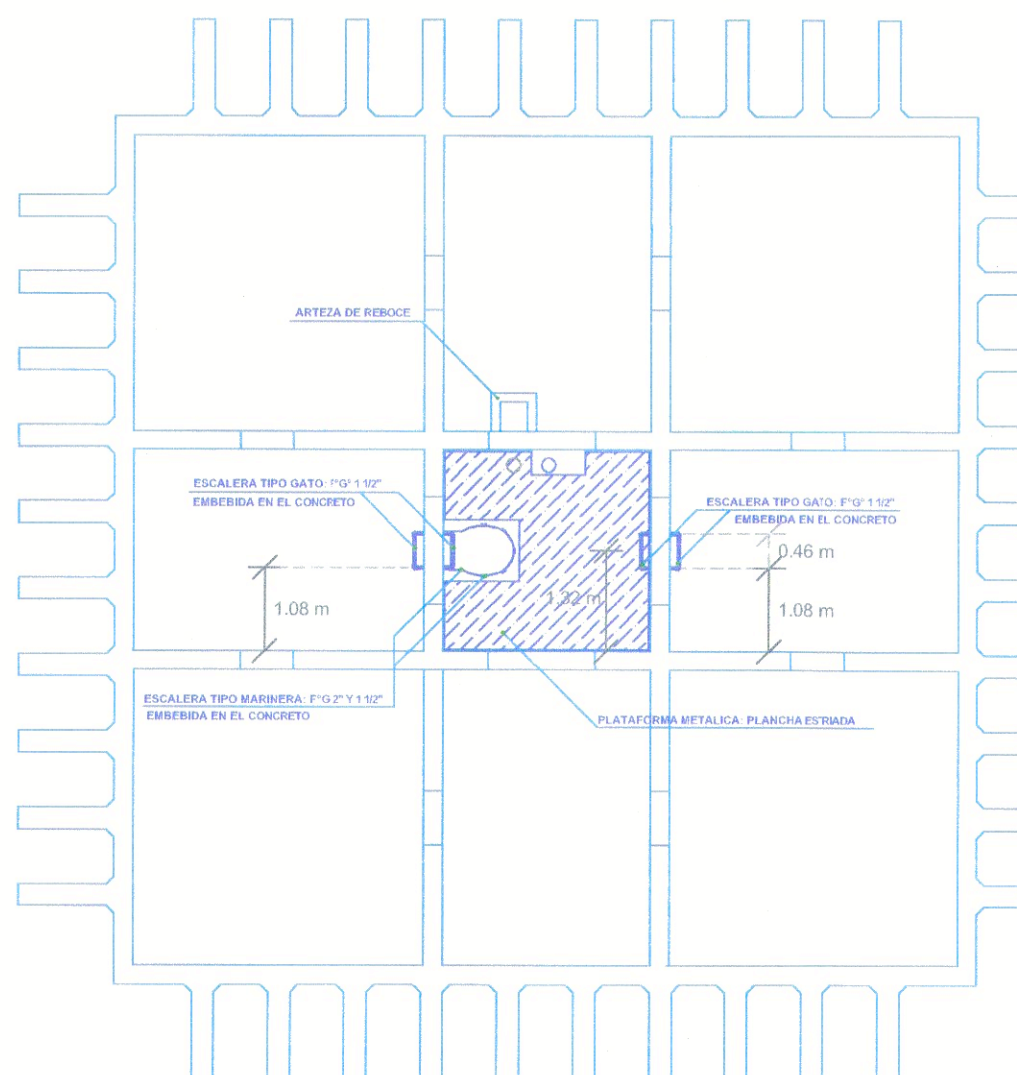 ARTEZA DE REBOCE
ESCALERA TIPO GATO: F°G° 1 1/2"
EMBEBIDA EN EL CONCRETO
ESCALERA TIPO GATO: F°G° 1 1/2"
EMBEBIDA EN EL CONCRETO
0.46 m
1.08 m
1.32 m
1.08 m
ESCALERA TIPO MARINERA: F°G 2" Y 1 1/2"
EMBEBIDA EN EL CONCRETO
PLATAFORMA METALICA: PLANCHA ESTRIADA